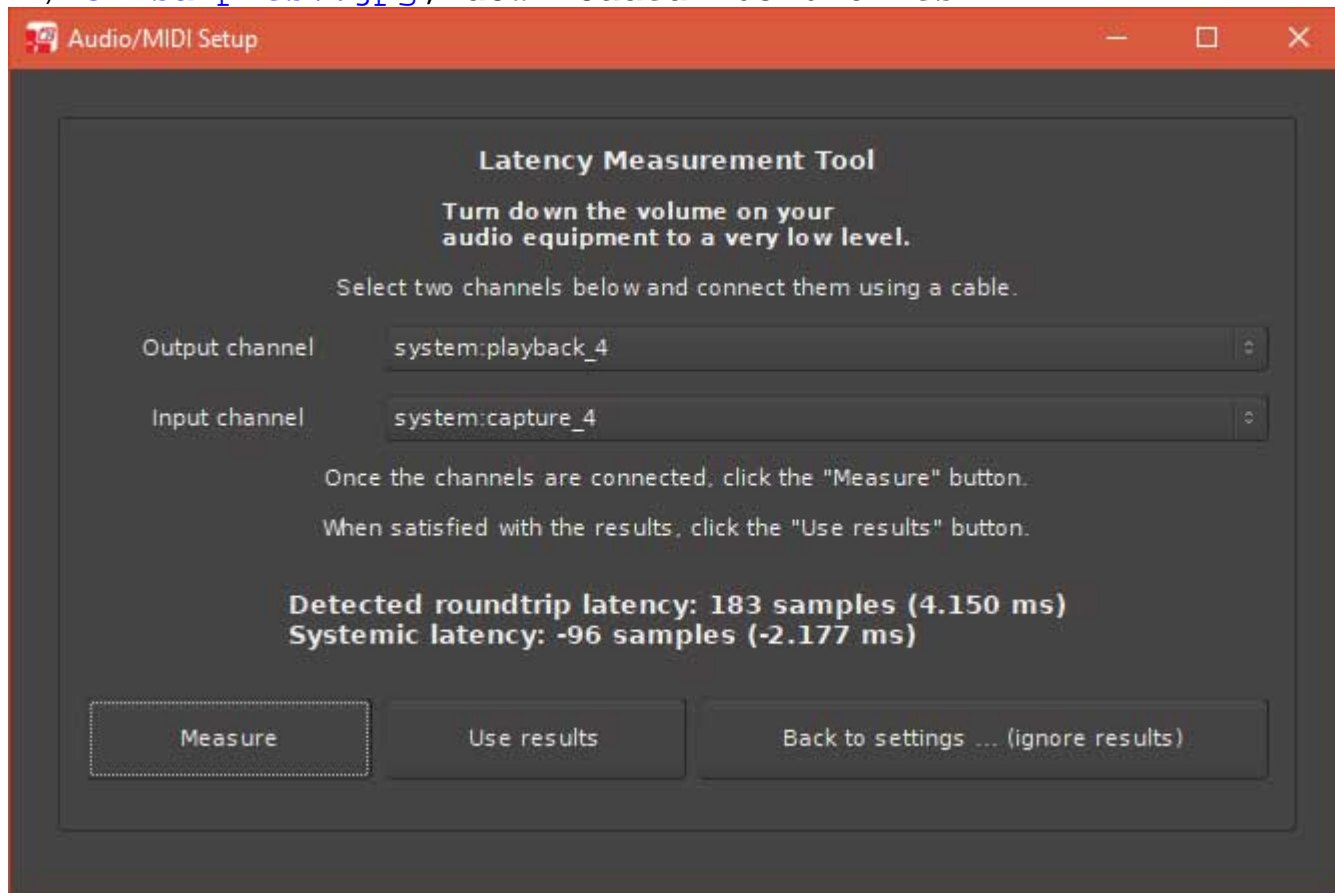 Audio/MIDI Setup
Latency Measurement Tool
Turn down the volume on your
audio equipment to a very low level.
Select two channels below and connect them using a cable.
Output channel system:playback_4
Input channel system:capture_4
Once the channels are connected, click the "Measure" button.
When satisfied with the results, click the "Use results" button.
Detected roundtrip latency: 183 samples (4.150 ms)
Systemic latency: -96 samples (-2.177 ms)
Measure Use results Back to settings ... (ignore results)